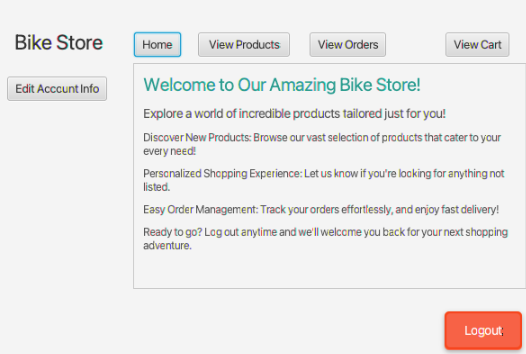 Bike Store
Home
View Products
View Orders
View Cart
Edit Account Info
Welcome to Our Amazing Bike Store!
Explore a world of incredible products tailored just for you!
Discover New Products: Browse our vast selection of products that cater to your
every need!
Personalized Shopping Experience: Let us know if you're looking for anything not
listed.
Easy Order Management: Track your orders effortlessly, and enjoy fast delivery!
Ready to go? Log out anytime and we'll welcome you back for your next shopping
adventure.
Logout